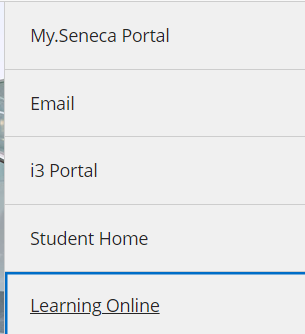 My.Seneca Portal
Email
i3 Portal
Student Home
Learning Online